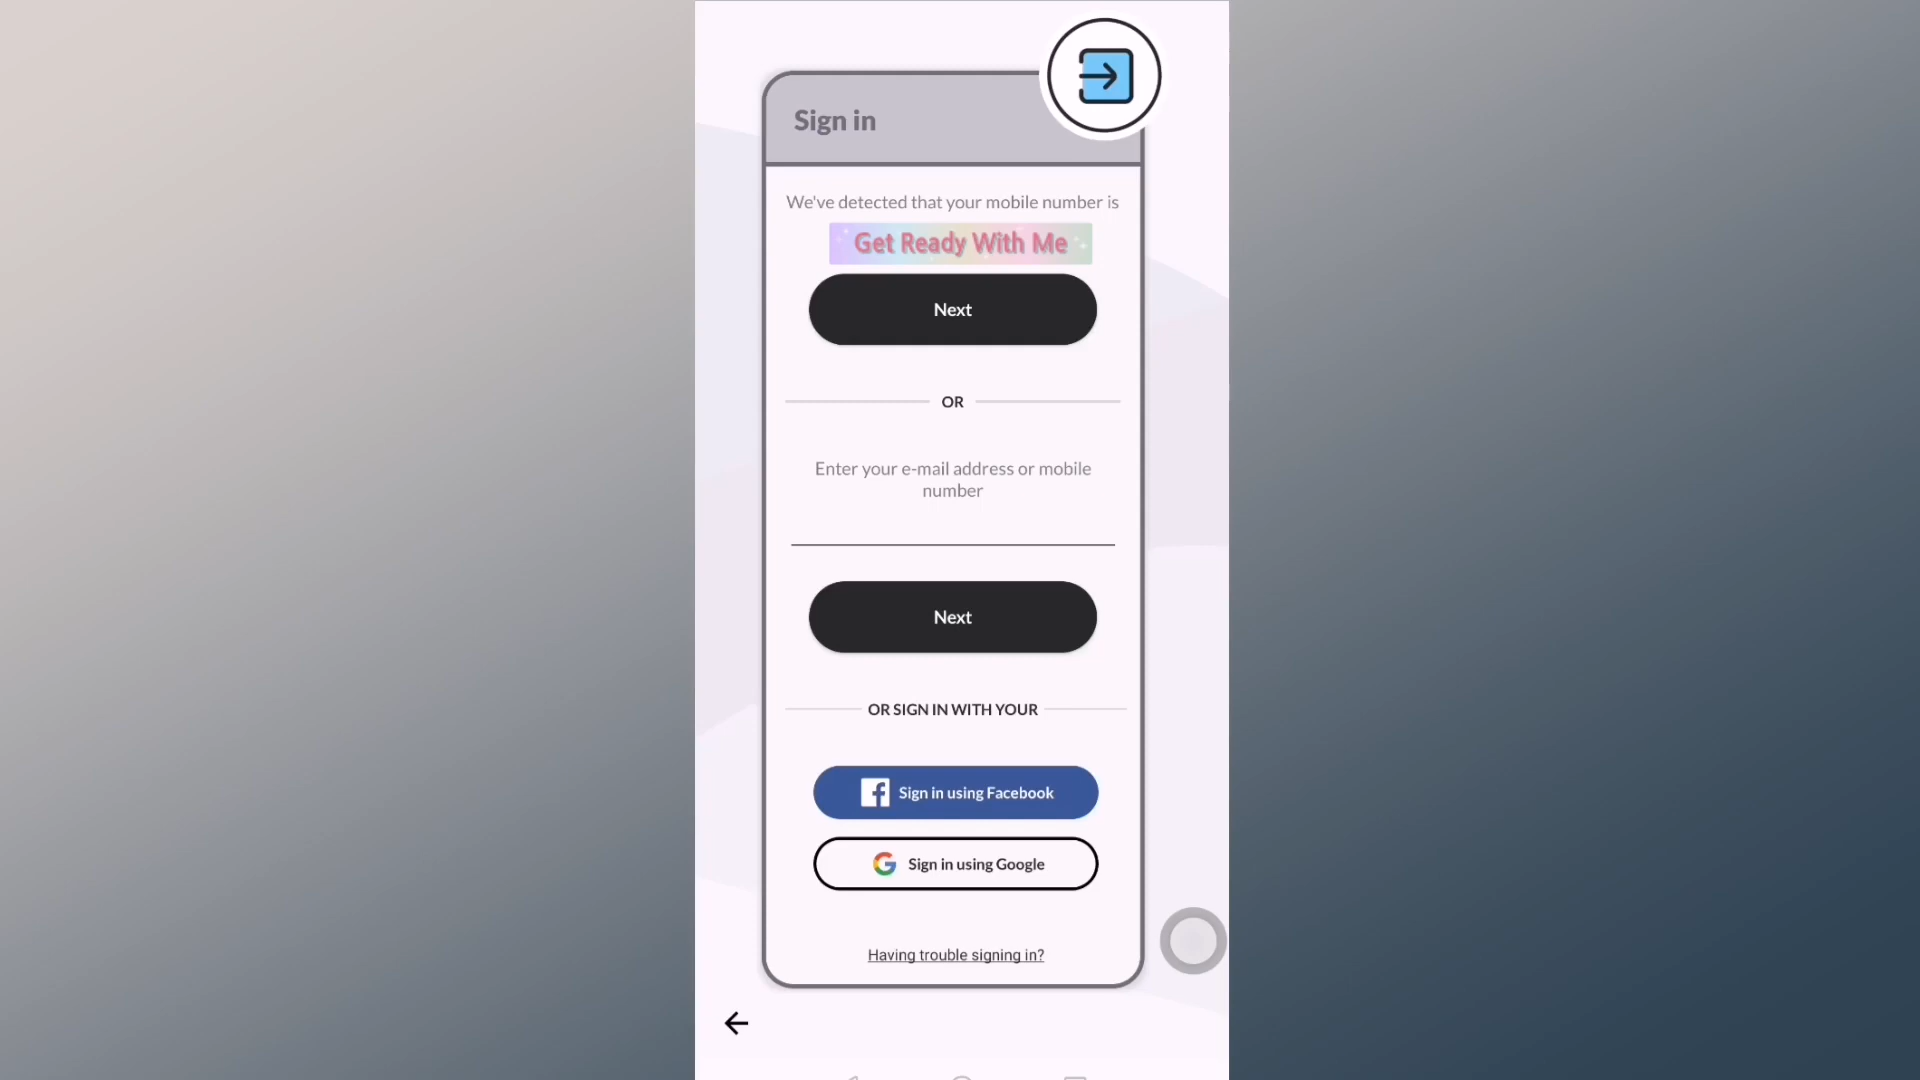 Sign in
We've detected that your mobile number is
Get Ready With Me
Next
OR
Enter your e-mail address or mobile
number
Next
OR SIGN IN WITH YOUR
Sign in using Facebook
Sign in using Google
Having trouble signing in?